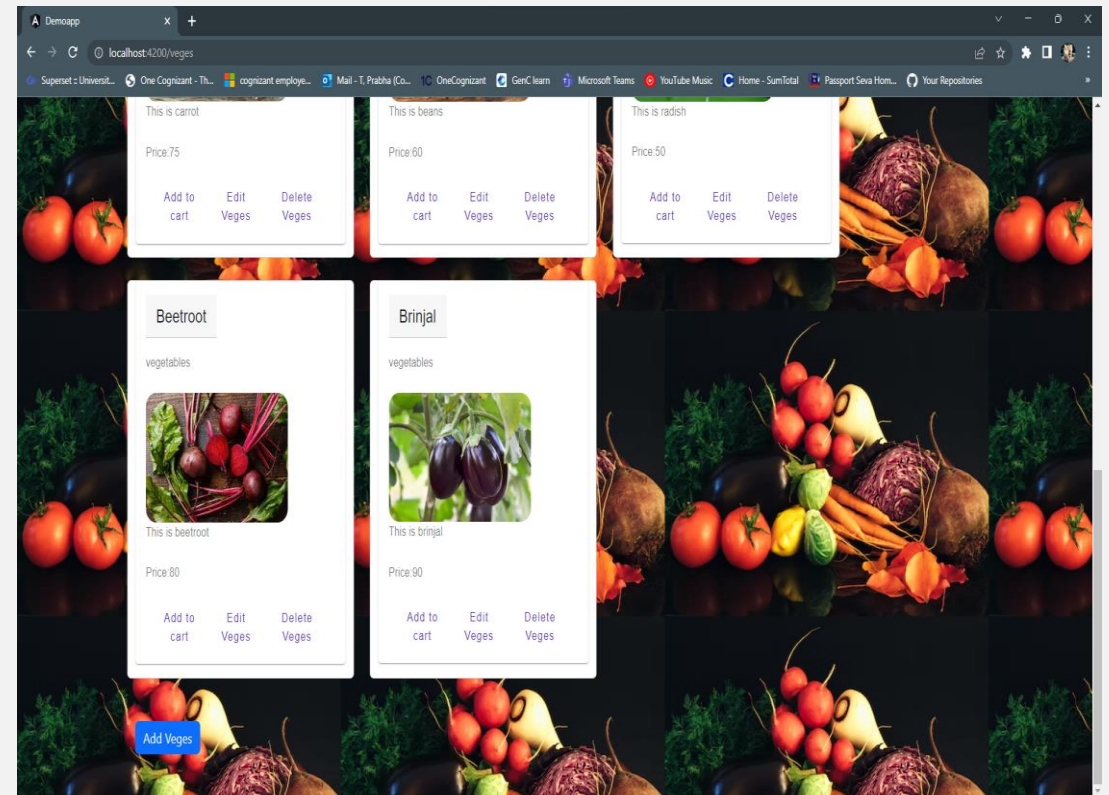 Demoapp
localhost:4200/veges
Superset :: Universit... One Cognizant - Th... cognizant employe... Mail - T, Prabha (Co... OneCognizant GenC learn Microsoft Teams YouTube Music Home - SumTotal Passport Seva Hom... Your Repositories »
This is carrot This is beans This is radish
Price:75 Price:60 Price:50
Add to Edit Delete Add to Edit Delete Add to Edit Delete
cart Veges Veges cart Veges Veges cart Veges Veges
Beetroot Brinjal
vegetables vegetables
This is beetroot This is brinjal
Price:80 Price:90
Add to Edit Delete Add to Edit Delete
cart Veges Veges cart Veges Veges
Add Veges